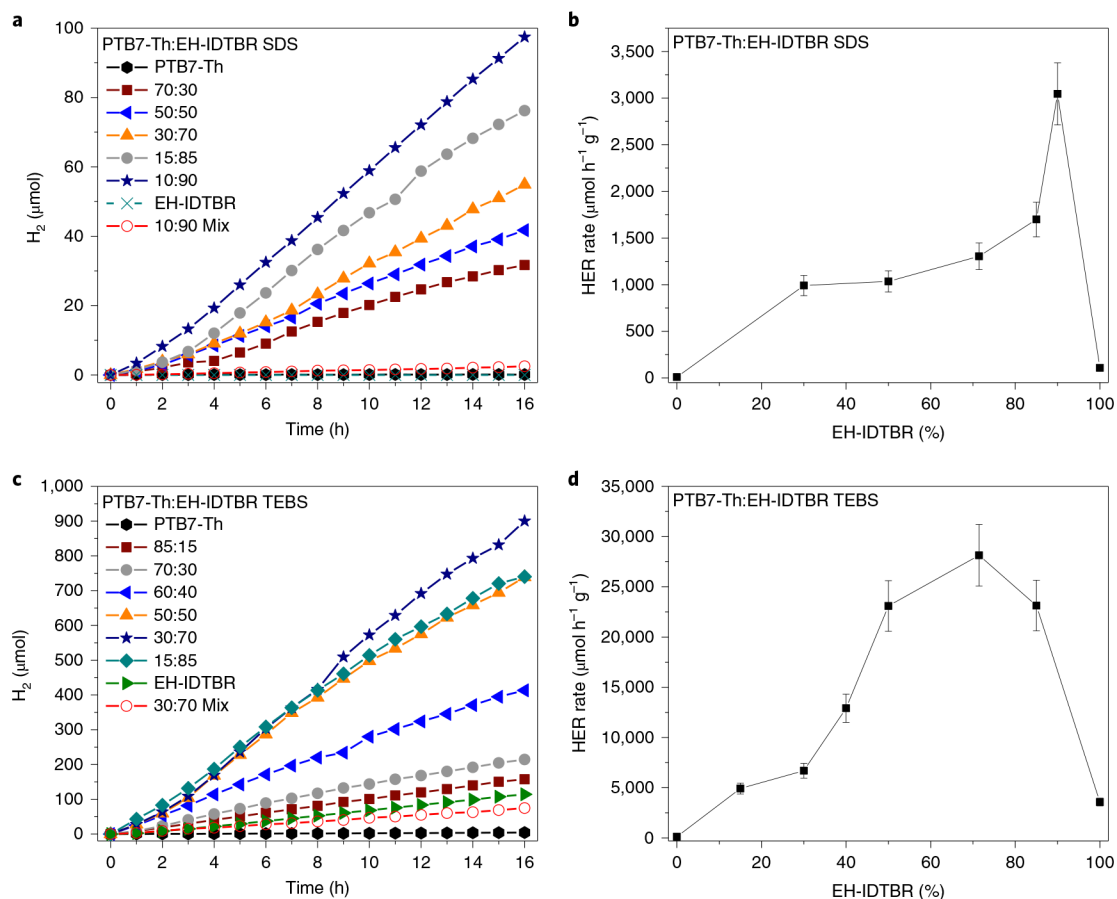 a
100
80
60
40
20
0
H₂ (μmol)
PTB7-Th:EH-IDTBR SDS
PTB7-Th
70:30
50:50
30:70
15:85
10:90
EH-IDTBR
10:90 Mix
0 2 4 6 8 10 12 14 16
Time (h)
b
3,500
3,000
2,500
2,000
1,500
1,000
500
0
HER rate (μmol h⁻¹ g⁻¹)
PTB7-Th:EH-IDTBR SDS
0 20 40 60 80 100
EH-IDTBR (%)
c
1,000
900
800
700
600
500
400
300
200
100
0
H₂ (μmol)
PTB7-Th:EH-IDTBR TEBS
PTB7-Th
85:15
70:30
60:40
50:50
30:70
15:85
EH-IDTBR
30:70 Mix
0 2 4 6 8 10 12 14 16
Time (h)
d
35,000
30,000
25,000
20,000
15,000
10,000
5,000
0
HER rate (μmol h⁻¹ g⁻¹)
PTB7-Th:EH-IDTBR TEBS
0 20 40 60 80 100
EH-IDTBR (%)